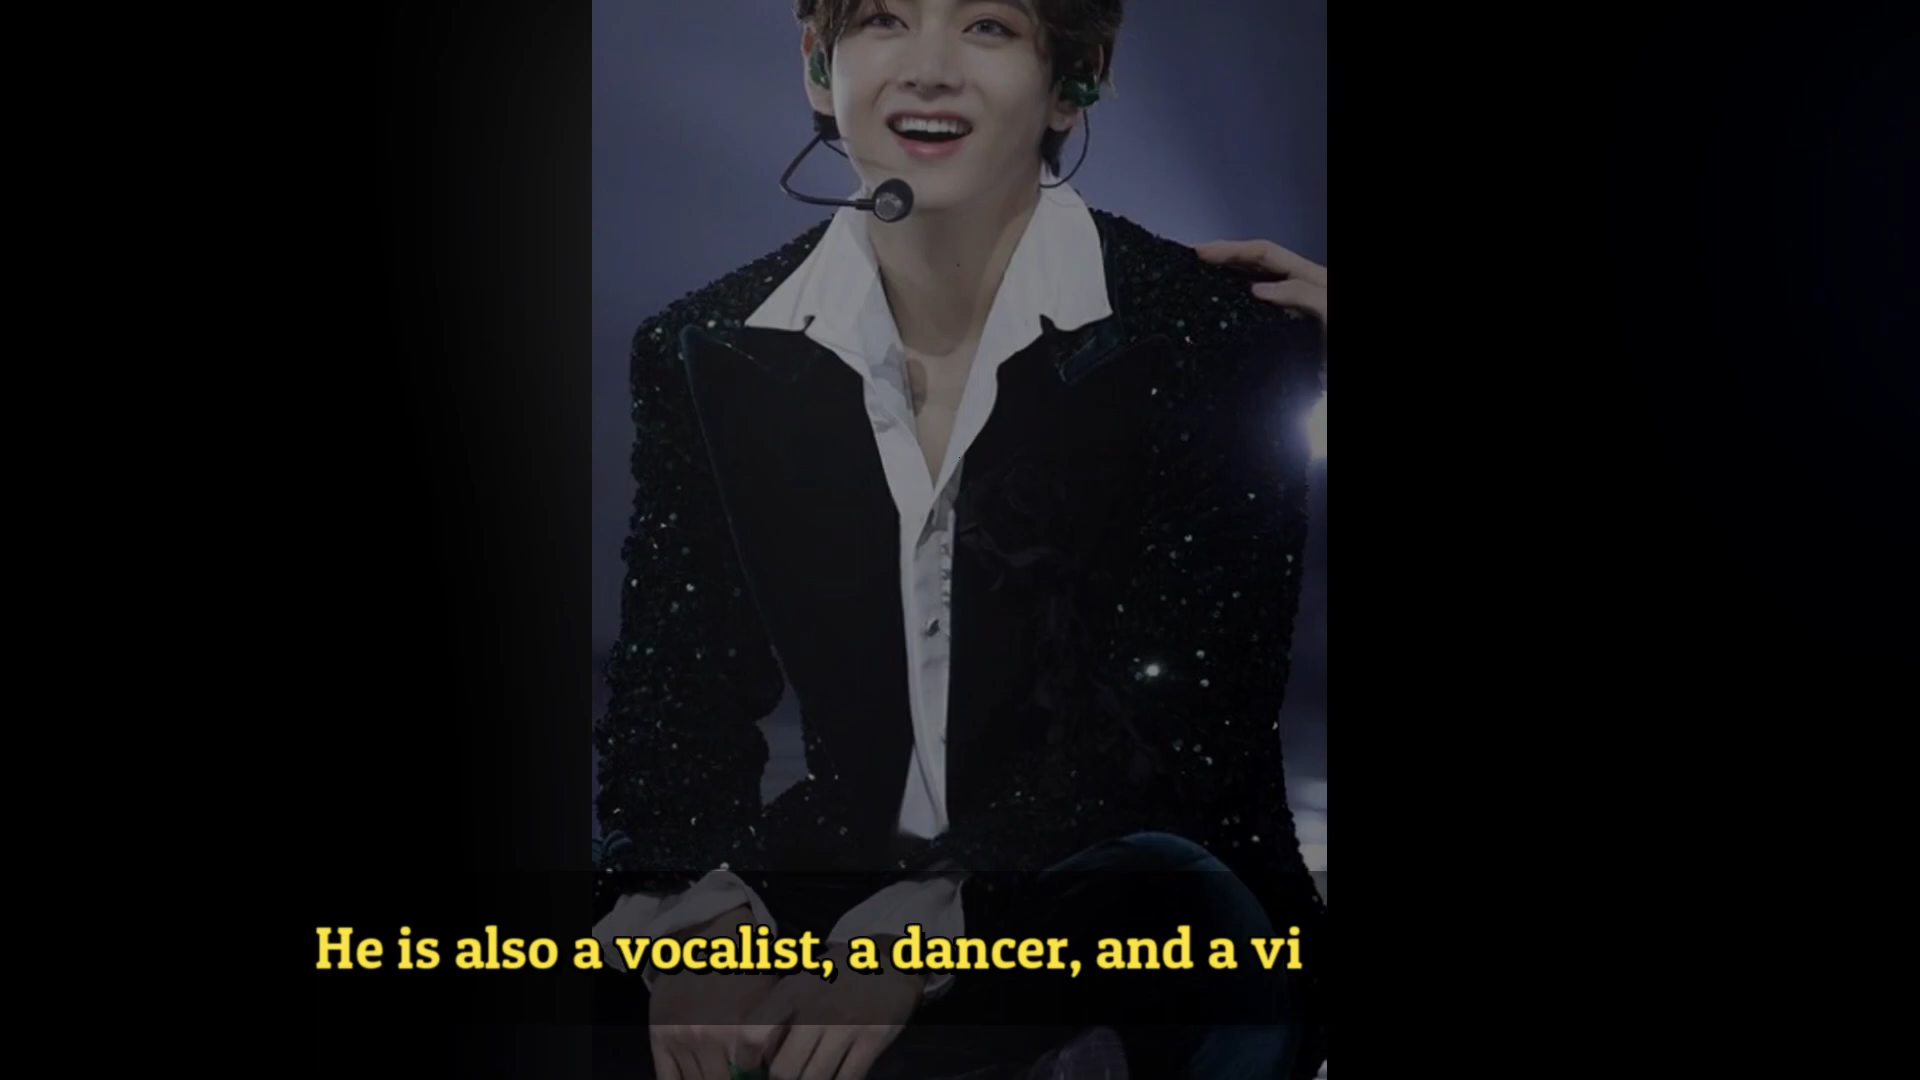 He is also a vocalist, a dancer, and a vi